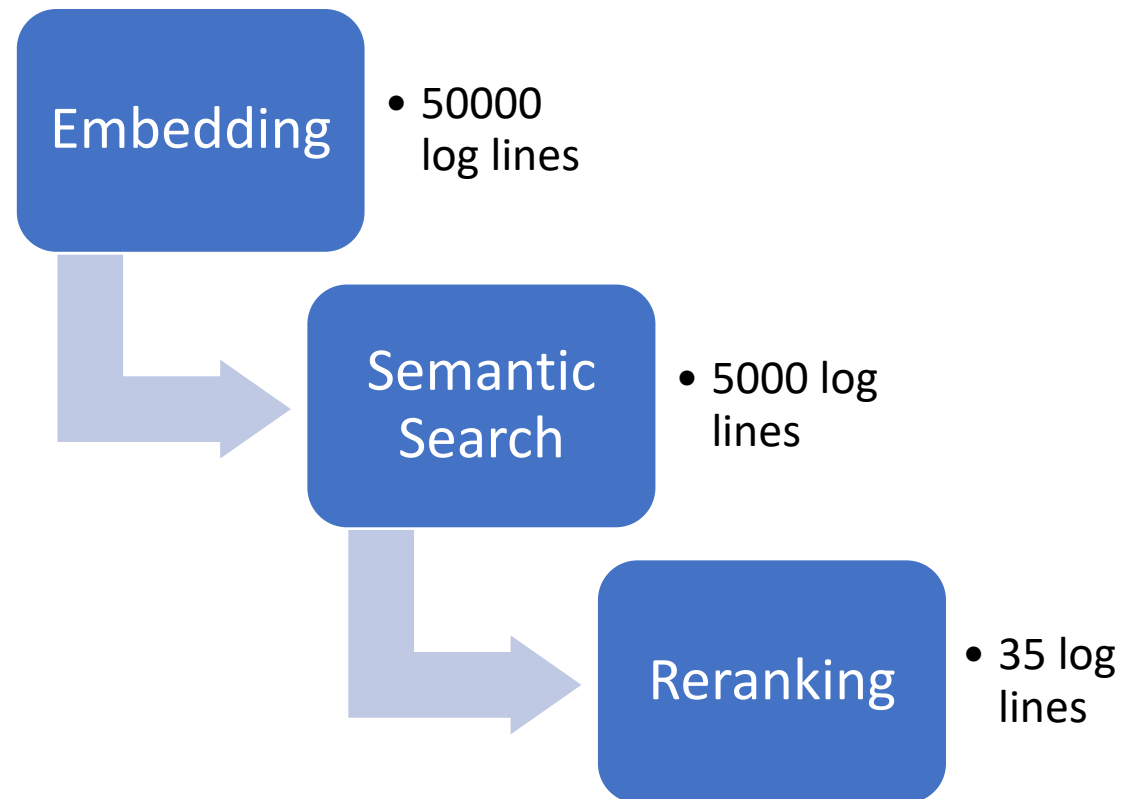 Embedding
• 50000
log lines
Semantic
Search
• 5000 log
lines
Reranking
• 35 log
lines